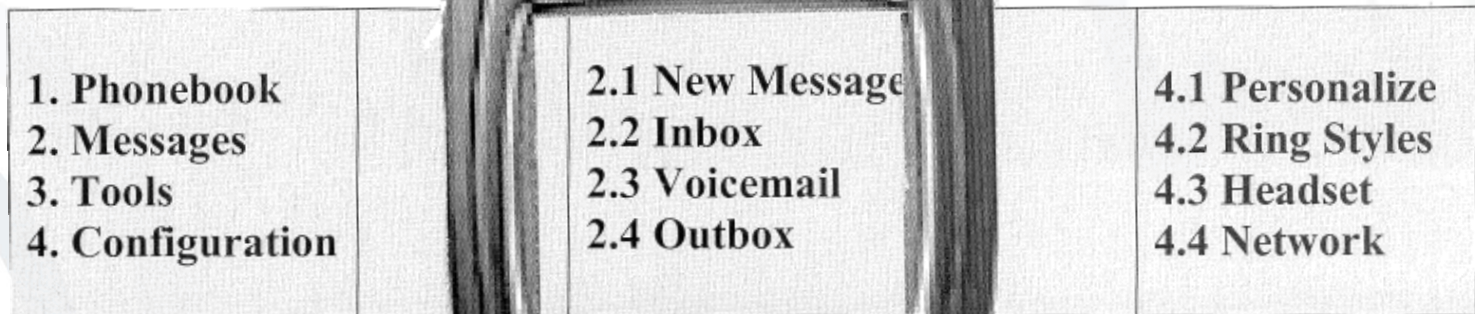 1. Phonebook
2. Messages
3. Tools
4. Configuration
2.1 New Message
2.2 Inbox
2.3 Voicemail
2.4 Outbox
4.1 Personalize
4.2 Ring Styles
4.3 Headset
4.4 Network